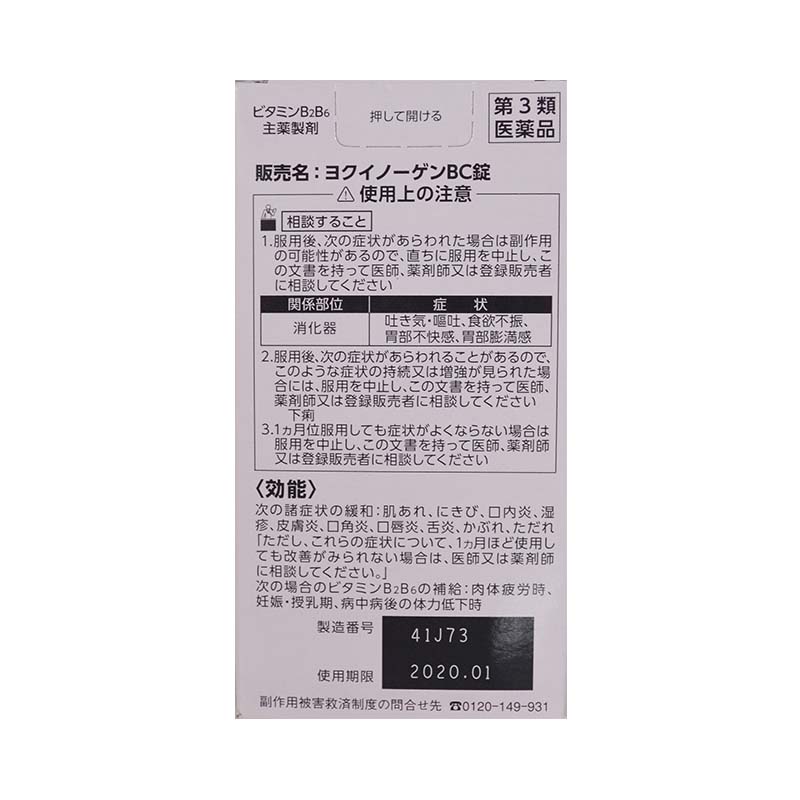 ビタミンB2B6
主薬製剤
押して開ける
第3類
医薬品
販売名：ヨクイノーゲンBC錠
⚠使用上の注意
相談すること
1.服用後、次の症状があらわれた場合は副作用
の可能性があるので、直ちに服用を中止し、こ
の文書を持って医師、薬剤師又は登録販売者
に相談してください
関係部位 症状
消化器 吐き気・嘔吐、食欲不振、
胃部不快感、胃部膨満感
2.服用後、次の症状があらわれることがあるので、
このような症状の持続又は増強が見られた場
合には、服用を中止し、この文書を持って医師、
薬剤師又は登録販売者に相談してください
下痢
3.1ヵ月位服用しても症状がよくならない場合は
服用を中止し、この文書を持って医師、薬剤師
又は登録販売者に相談してください
〈効能〉
次の諸症状の緩和：肌あれ、にきび、口内炎、湿
疹、皮膚炎、口角炎、口唇炎、舌炎、かぶれ、ただれ
「ただし、これらの症状について、1ヵ月ほど使用し
ても改善がみられない場合は、医師又は薬剤師
に相談してください。」
次の場合のビタミンB2B6の補給：肉体疲労時、
妊娠・授乳期、病中病後の体力低下時
製造番号 41J73
使用期限 2020.01
副作用被害救済制度の問合せ先 ☎0120-149-931